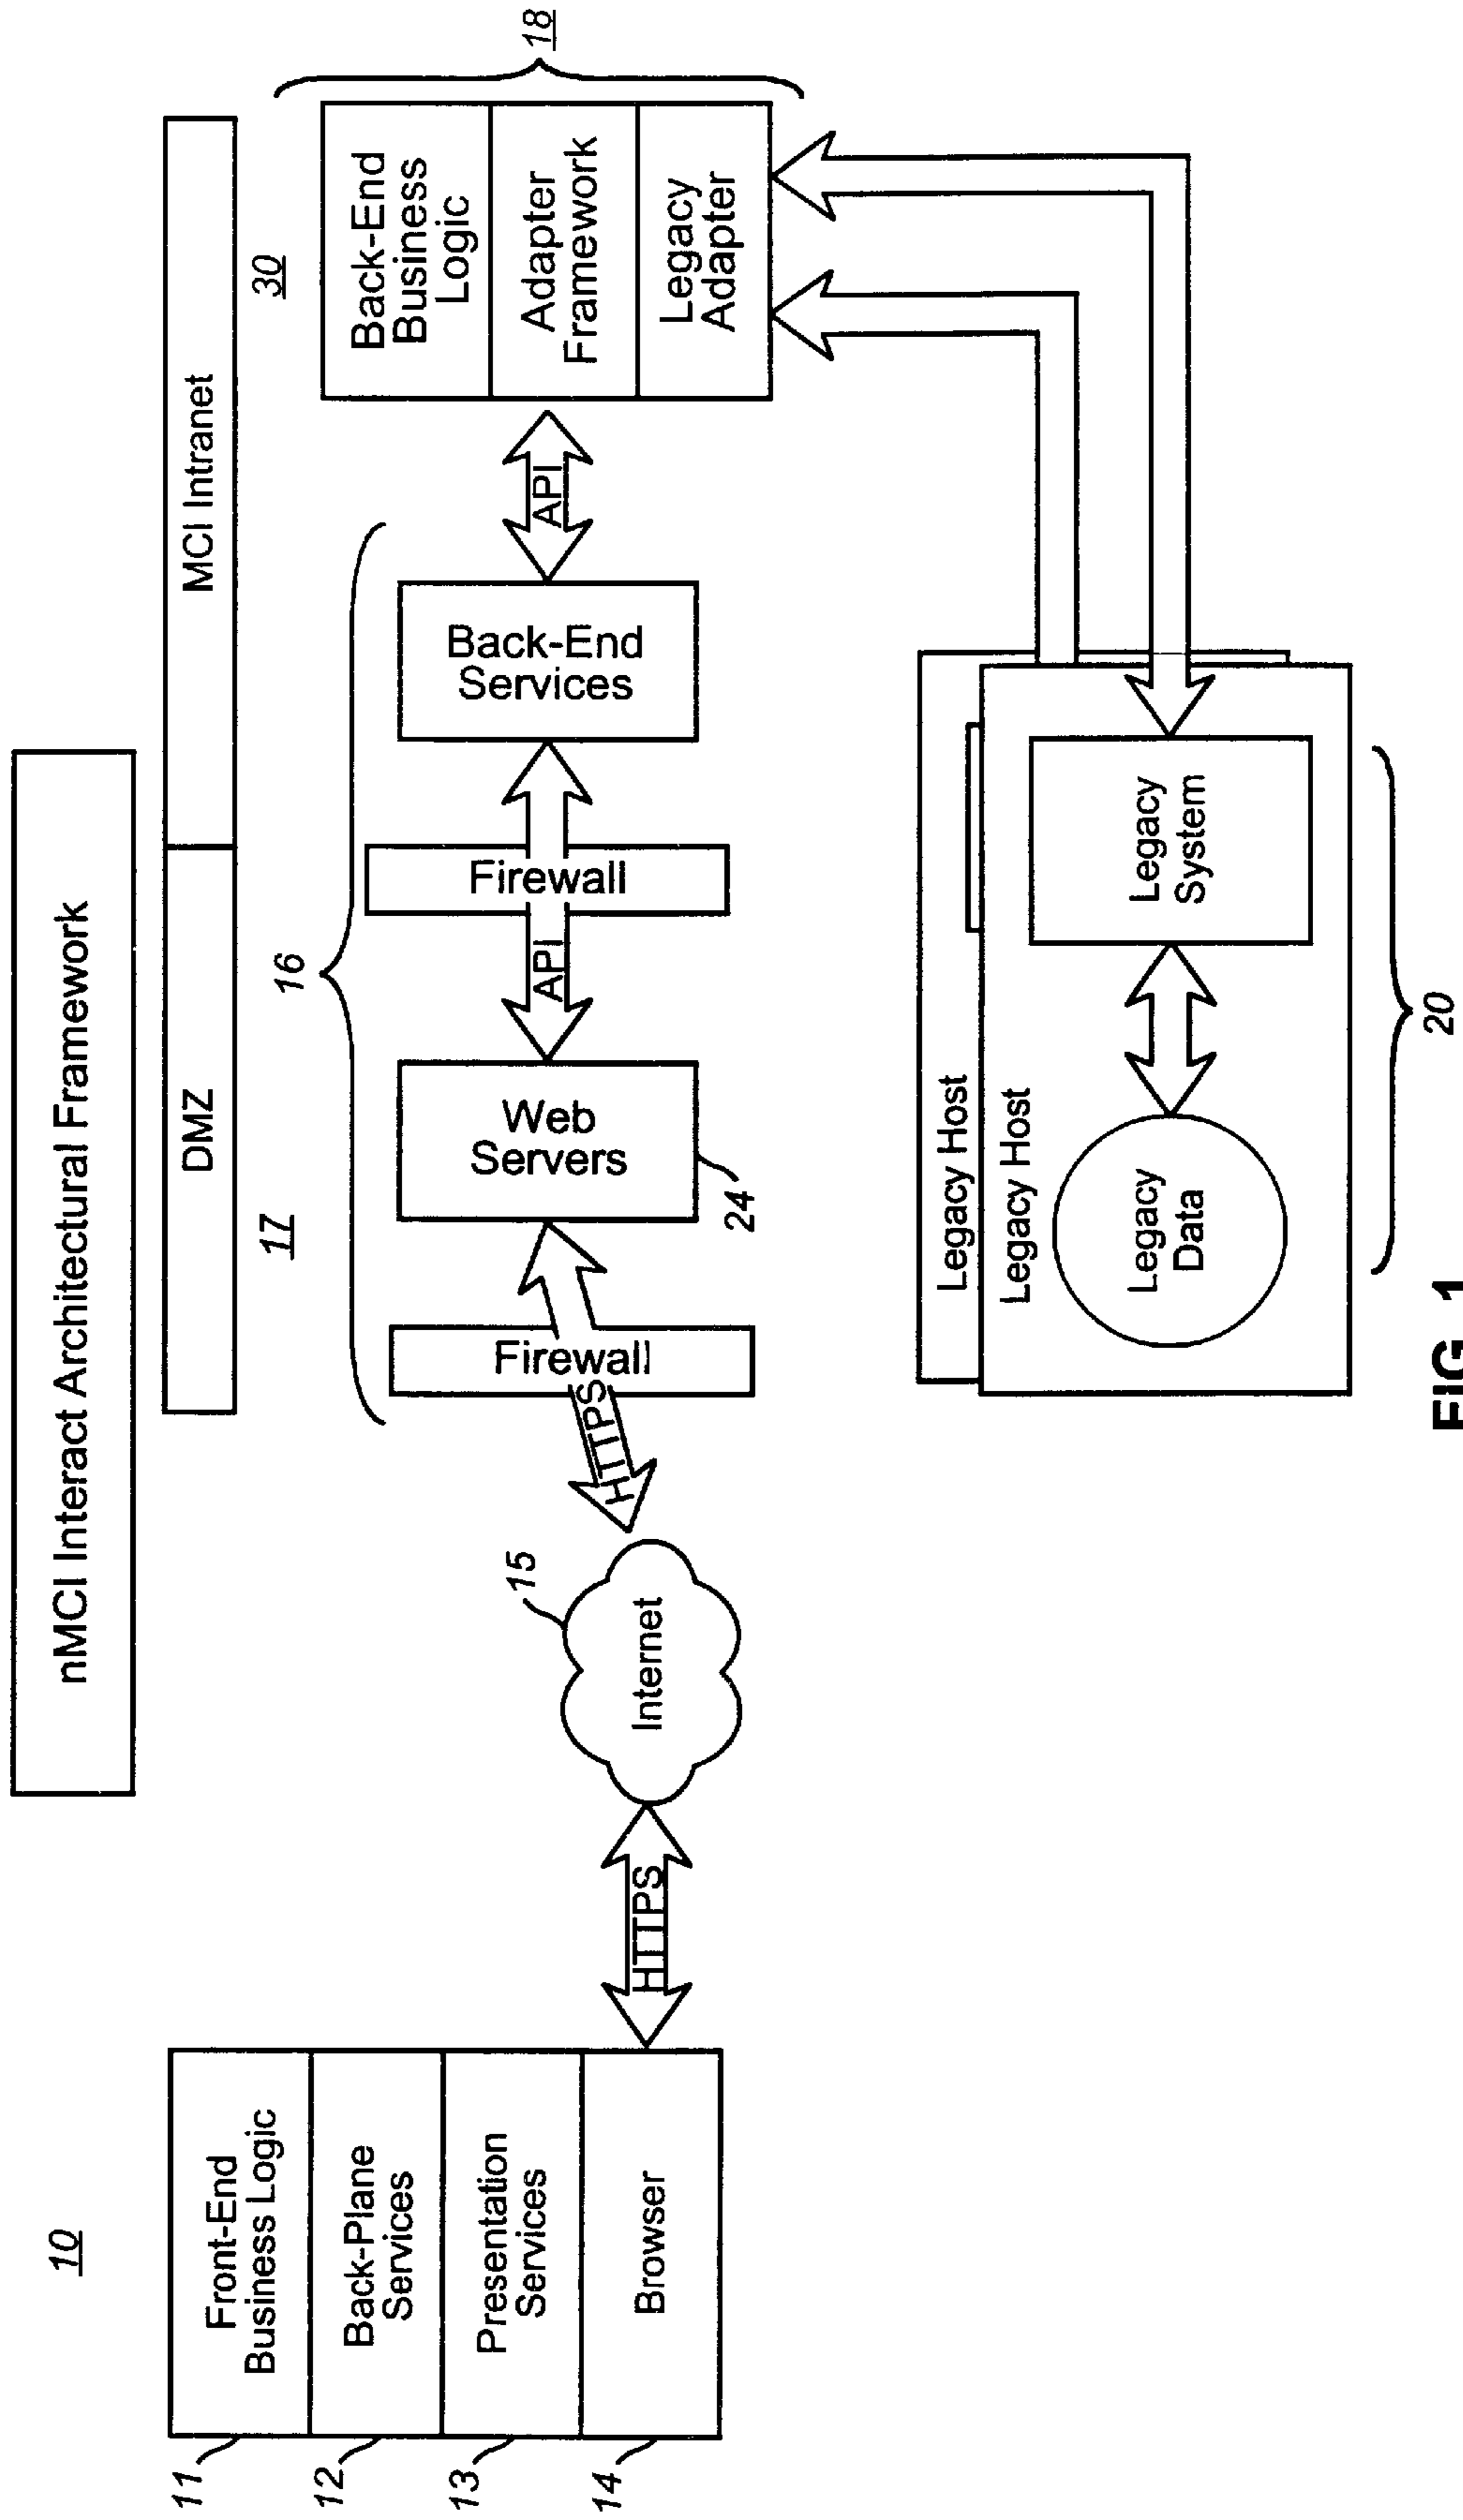 nMCI Interact Architectural Framework
DMZ
MCI Intranet
10
17
30
11
Front-End
Business Logic
12
Back-Plane
Services
13
Presentation
Services
14
Browser
HTTPS
15
Internet
HTTPS
16
Firewall
Web
Servers
24
API
Firewall
Back-End
Services
API
Back-End
Business
Logic
Adapter
Framework
Legacy
Adapter
18
Legacy Host
Legacy Host
Legacy
Data
Legacy
System
20
FIG. 1